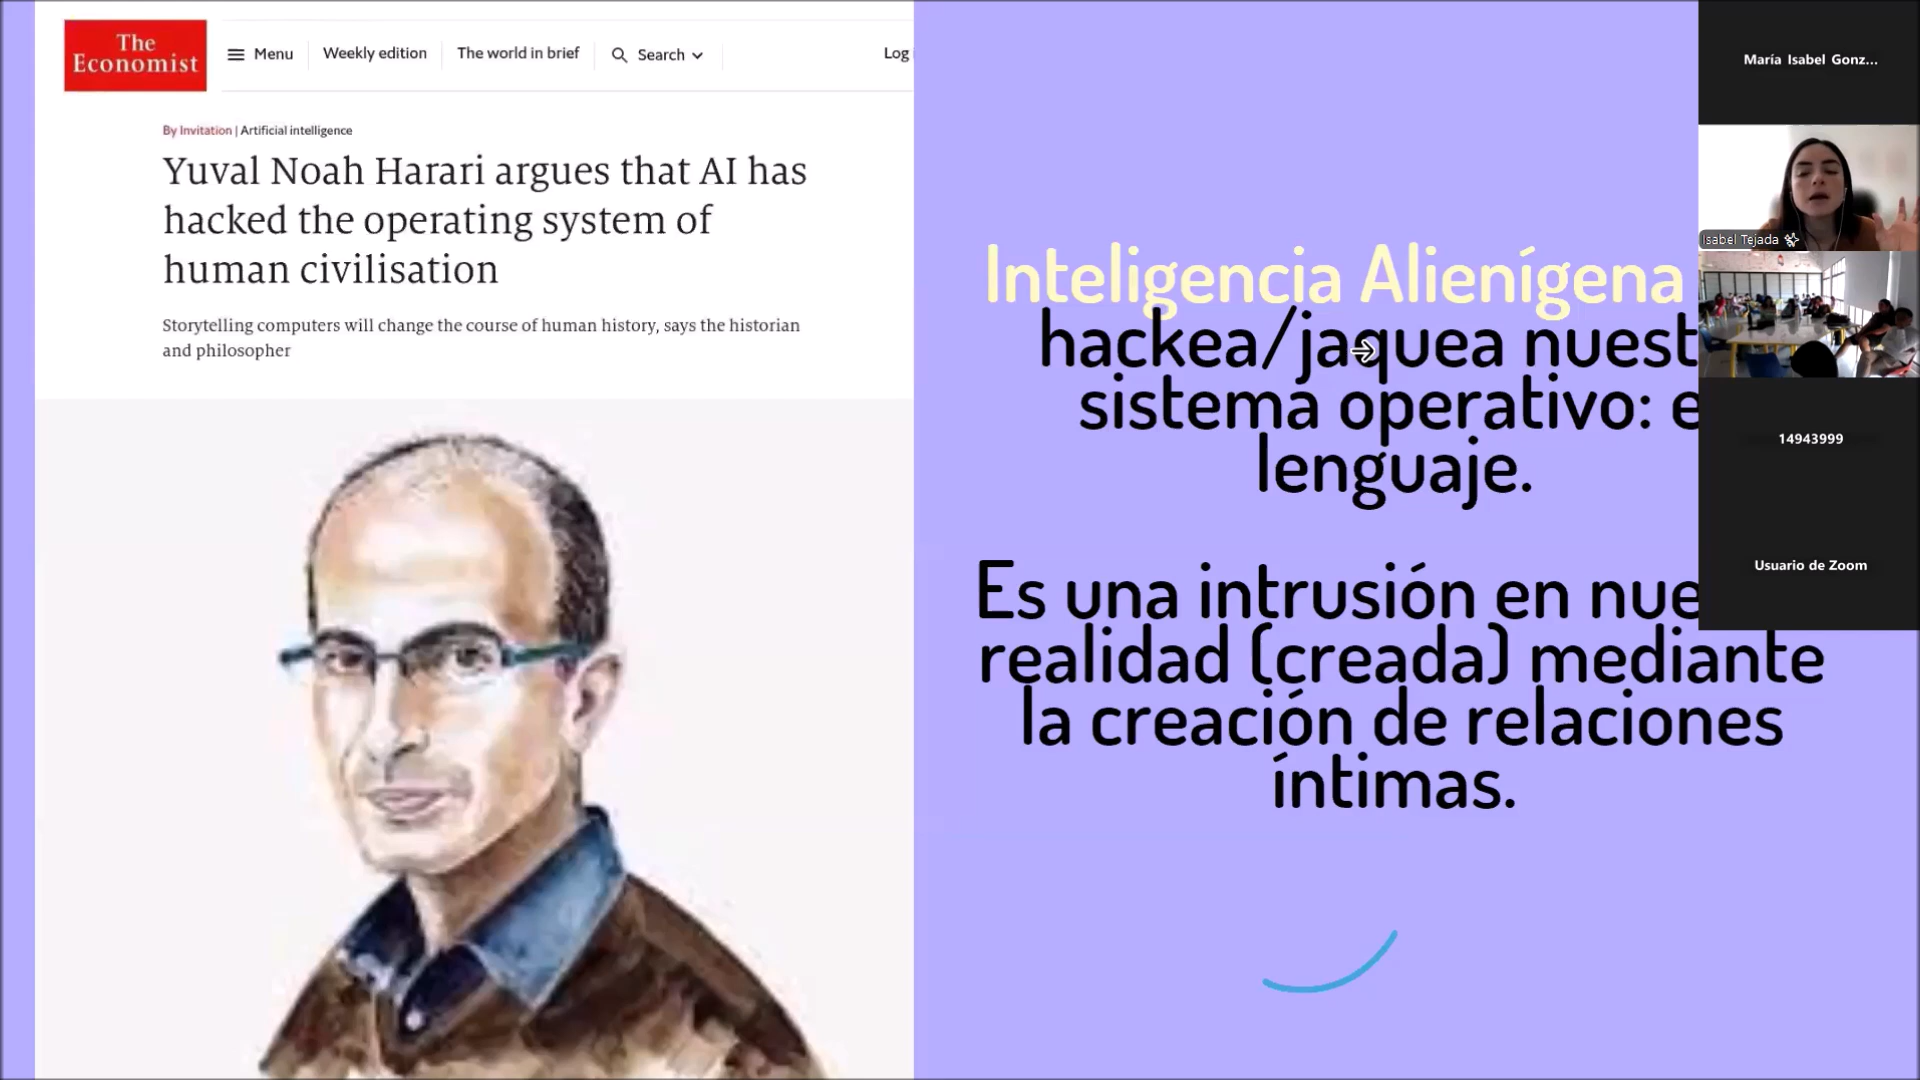 The
Economist
Menu
Weekly edition
The world in brief
Search
Log
By Invitation | Artificial intelligence
Yuval Noah Harari argues that AI has
hacked the operating system of
human civilisation
Storytelling computers will change the course of human history, says the historian
and philosopher
Inteligencia Alienígena
hackea/jaquea nuest
sistema operativo: e
lenguaje.
Es una intrusión en nue
realidad (creada) mediante
la creación de relaciones
íntimas.
María Isabel Gonz...
Isabel Tejada
14943999
Usuario de Zoom